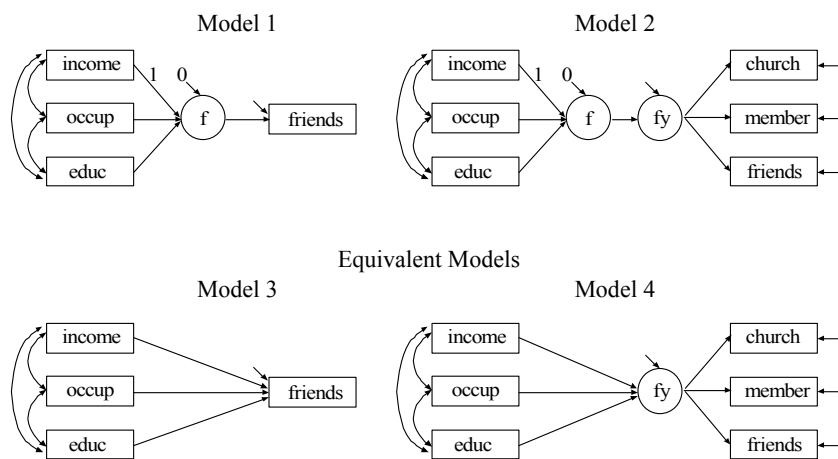 Model 1
income
occup
educ
1 0
f
friends
Model 2
income
occup
educ
1 0
f
fy
church
member
friends
Equivalent Models
Model 3
income
occup
educ
friends
Model 4
income
occup
educ
fy
church
member
friends